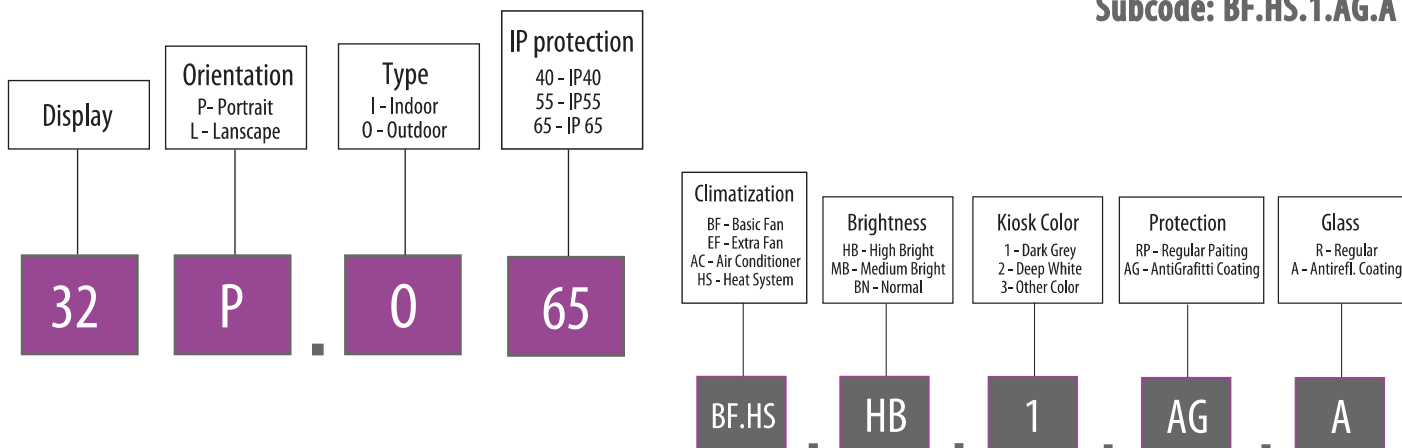 Subcode: BF.HS.1.AG.A
Display
Orientation
P- Portrait
L - Lanscape
Type
I - Indoor
O - Outdoor
IP protection
40 - IP40
55 - IP55
65 - IP 65
32
P
.
O
65
Climatization
BF - Basic Fan
EF - Extra Fan
AC - Air Conditioner
HS - Heat System
Brightness
HB - High Bright
MB - Medium Bright
BN - Normal
Kiosk Color
1 - Dark Grey
2 - Deep White
3- Other Color
Protection
RP - Regular Paiting
AG - AntiGrafitti Coating
Glass
R - Regular
A - Antirefl. Coating
BF.HS
.
HB
.
1
.
AG
.
A